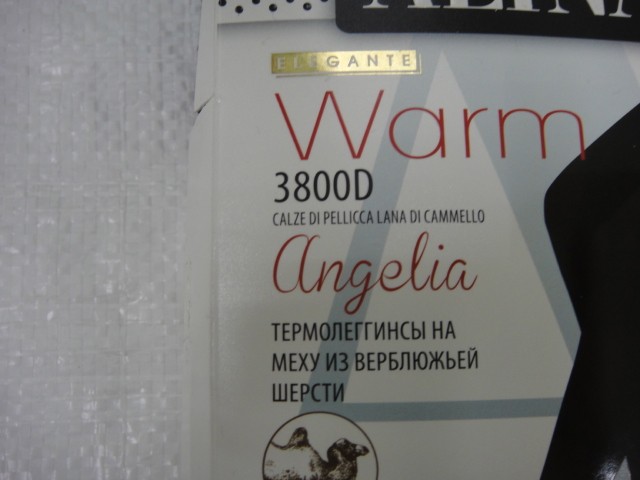 ELEGANTE
Warm
3800D
CALZE DI PELLICCA LANA DI CAMMELLO
Angelia
ТЕРМОЛЕГГИНСЫ НА
МЕХУ ИЗ ВЕРБЛЮЖЬЕЙ
ШЕРСТИ